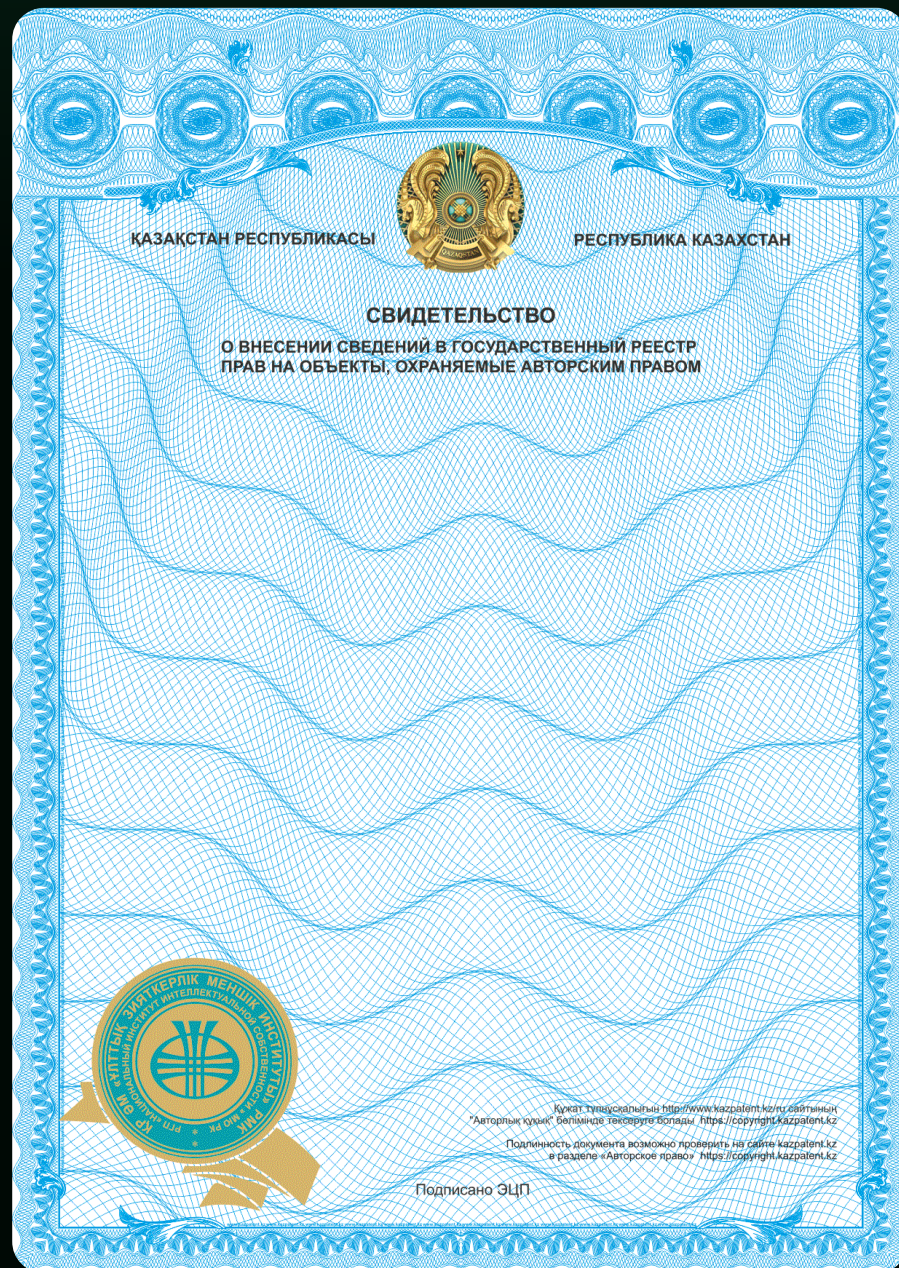 ҚАЗАҚСТАН РЕСПУБЛИКАСЫ
РЕСПУБЛИКА КАЗАХСТАН
QAZAQSTAN
СВИДЕТЕЛЬСТВО
О ВНЕСЕНИИ СВЕДЕНИЙ В ГОСУДАРСТВЕННЫЙ РЕЕСТР
ПРАВ НА ОБЪЕКТЫ, ОХРАНЯЕМЫЕ АВТОРСКИМ ПРАВОМ
ҚР ӘМ «ҰЛТТЫҚ ЗИЯТКЕРЛІК МЕНШІК ИНСТИТУТЫ» РМК
РГП «НАЦИОНАЛЬНЫЙ ИНСТИТУТ ИНТЕЛЛЕКТУАЛЬНОЙ СОБСТВЕННОСТИ» МЮ РК
Құжат түпнұсқалығын http://www.kazpatent.kz/ru сайтының
"Авторлық құқық" бөлімінде тексеруге болады https://copyright.kazpatent.kz
Подлинность документа возможно проверить на сайте kazpatent.kz
в разделе «Авторское право» https://copyright.kazpatent.kz
Подписано ЭЦП